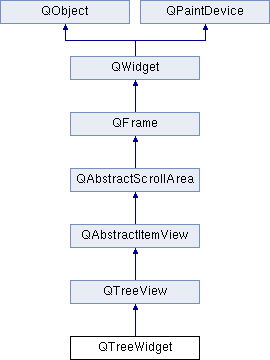 QObject
QPaintDevice
QWidget
QFrame
QAbstractScrollArea
QAbstractItemView
QTreeView
QTreeWidget